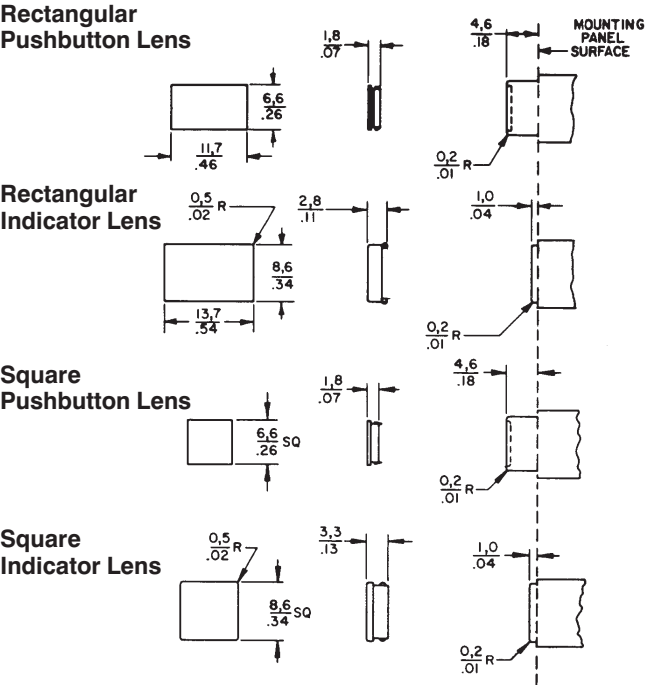 Rectangular
Pushbutton Lens
1,8
.07
4,6
.18
MOUNTING
PANEL
SURFACE
6,6
.26
11,7
.46
0,2 R
.01
Rectangular
Indicator Lens
0,5 R
.02
2,8
.11
1,0
.04
8,6
.34
13,7
.54
0,2 R
.01
Square
Pushbutton Lens
1,8
.07
4,6
.18
6,6 SQ
.26
0,2 R
.01
Square
Indicator Lens
0,5 R
.02
3,3
.13
1,0
.04
8,6 SQ
.34
0,2 R
.01